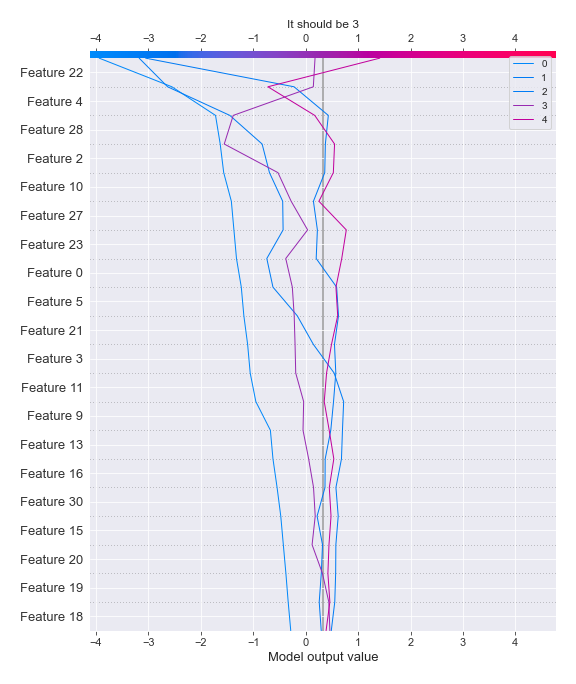 It should be 3
−4 −3 −2 −1 0 1 2 3 4
0
1
2
3
4
Feature 22
Feature 4
Feature 28
Feature 2
Feature 10
Feature 27
Feature 23
Feature 0
Feature 5
Feature 21
Feature 3
Feature 11
Feature 9
Feature 13
Feature 16
Feature 30
Feature 15
Feature 20
Feature 19
Feature 18
−4 −3 −2 −1 0 1 2 3 4
Model output value